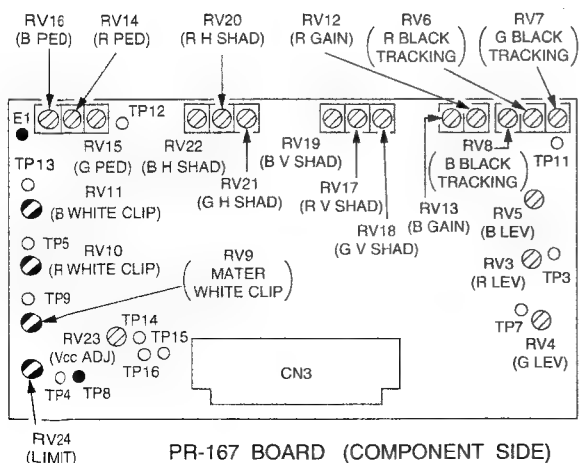 RV16
(B PED)
RV14
(R PED)
RV20
(R H SHAD)
RV12
(R GAIN)
RV6
(R BLACK
TRACKING)
RV7
(G BLACK
TRACKING)
E1
TP12
TP13
RV15
(G PED)
RV22
(B H SHAD)
RV21
(G H SHAD)
RV19
(B V SHAD)
RV17
(R V SHAD)
RV18
(G V SHAD)
RV13
(B GAIN)
RV8
(B BLACK
TRACKING)
TP11
RV11
(B WHITE CLIP)
TP5
RV10
(R WHITE CLIP)
RV9
(MATER
WHITE CLIP)
RV5
(B LEV)
RV3
(R LEV)
TP3
TP9
RV23
(Vcc ADJ)
TP14
TP15
TP16
TP7
RV4
(G LEV)
TP4
TP8
CN3
RV24
(LIMIT)
PR-167 BOARD (COMPONENT SIDE)